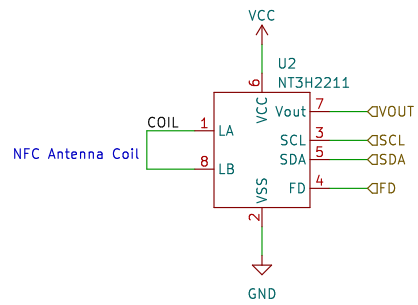 VCC
U2
NT3H2211
6
VCC
7
Vout
VOUT
COIL
1
LA
3
SCL
SCL
NFC Antenna Coil
5
SDA
SDA
8
LB
4
FD
FD
VSS
2
GND